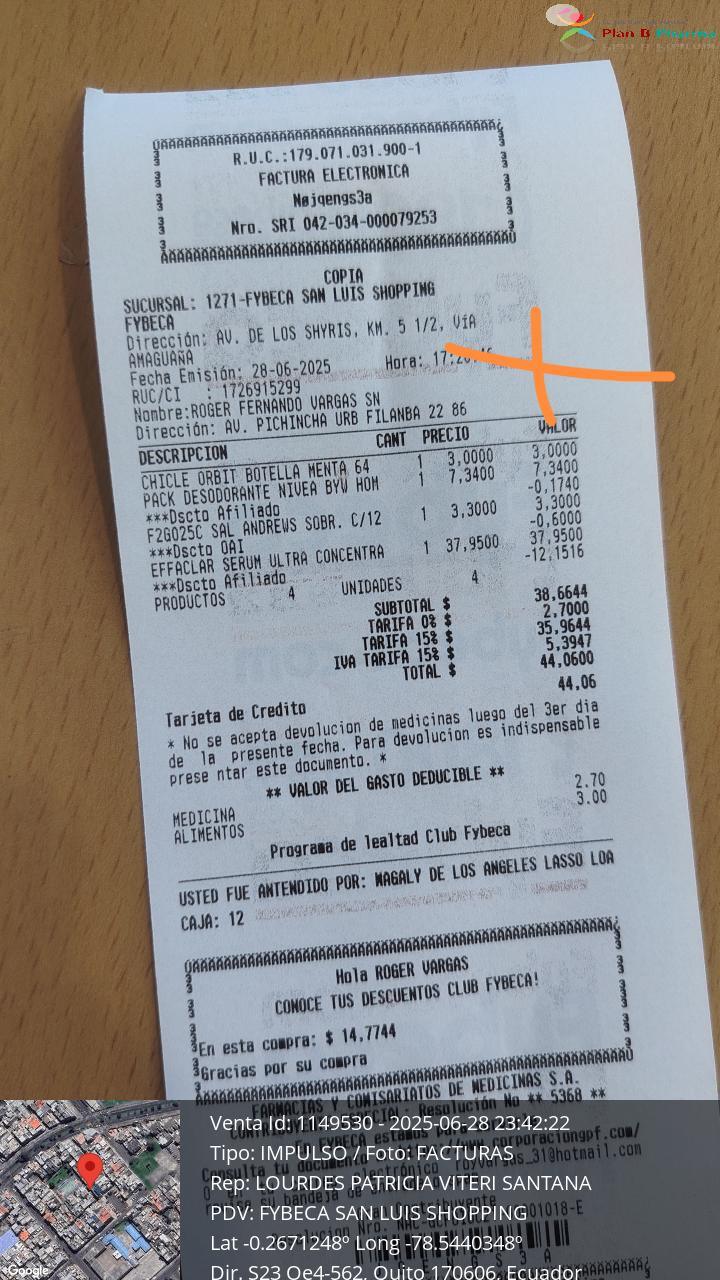 Plan B Pharma
R.U.C.:179.071.031.900-1
FACTURA ELECTRONICA
Nøjqengs3a
Nro. SRI 042-034-000079253
COPIA
SUCURSAL: 1271-FYBECA SAN LUIS SHOPPING
FYBECA
Dirección: AV. DE LOS SHYRIS, KM. 5 1/2, VíA
AMAGUAÑA
Fecha Emisión: 28-06-2025 Hora:
RUC/CI : 1726915299
Nombre:ROGER FERNANDO VARGAS SN
Dirección: AV. PICHINCHA URB FILANBA 22 86
DESCRIPCION CANT PRECIO VALOR
CHICLE ORBIT BOTELLA MENTA 64 1 3,0000 3,0000
PACK DESODORANTE NIVEA BYW HOM 1 7,3400 7,3400
***Dscto Afiliado -0,1740
F2G025C SAL ANDREWS SOBR. C/12 1 3,3000 3,3000
***Dscto OAI -0,6000
EFFACLAR SERUM ULTRA CONCENTRA 1 37,9500 37,9500
***Dscto Afiliado -12,1516
PRODUCTOS 4 UNIDADES 4
SUBTOTAL $ 38,6644
TARIFA 0% $ 2,7000
TARIFA 15% $ 35,9644
IVA TARIFA 15% $ 5,3947
TOTAL $ 44,0600
Tarjeta de Credito 44,06
* No se acepta devolucion de medicinas luego del 3er dia
de la presente fecha. Para devolucion es indispensable
prese ntar este documento. *
** VALOR DEL GASTO DEDUCIBLE **
MEDICINA 2.70
ALIMENTOS 3.00
Programa de lealtad Club Fybeca
USTED FUE ANTENDIDO POR: MAGALY DE LOS ANGELES LASSO LOA
CAJA: 12
Hola ROGER VARGAS
CONOCE TUS DESCUENTOS CLUB FYBECA!
En esta compra: $ 14,7744
Gracias por su compra
FARMACIAS Y COMISARIATOS DE MEDICINAS S.A.
Resolución No ** 5368 **
Venta Id: 1149530 - 2025-06-28 23:42:22
Tipo: IMPULSO / Foto: FACTURAS
Rep: LOURDES PATRICIA VITERI SANTANA
PDV: FYBECA SAN LUIS SHOPPING
Lat -0.2671248º Long -78.5440348º
Dir. S23 Oe4-562, Quito 170606, Ecuador
Google